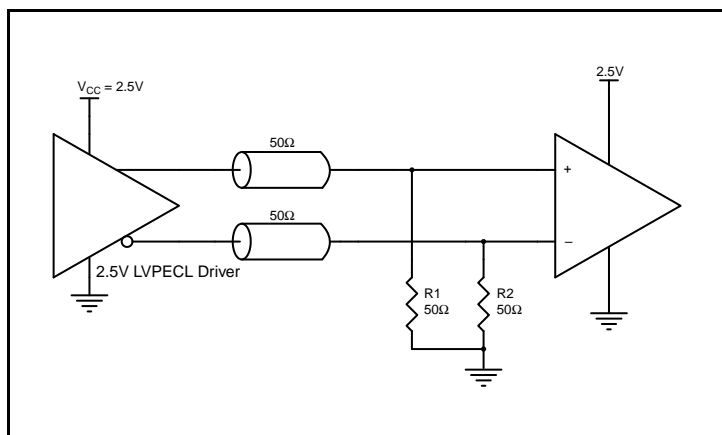 V_CC = 2.5V
2.5V
50Ω
50Ω
+
–
2.5V LVPECL Driver
R1
50Ω
R2
50Ω